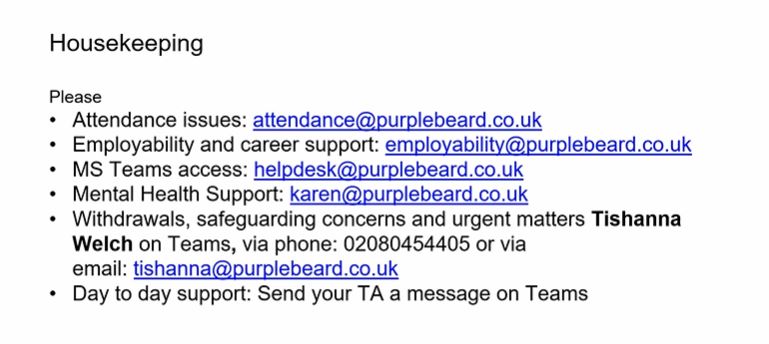 Housekeeping
Please
• Attendance issues: attendance@purplebeard.co.uk
• Employability and career support: employability@purplebeard.co.uk
• MS Teams access: helpdesk@purplebeard.co.uk
• Mental Health Support: karen@purplebeard.co.uk
• Withdrawals, safeguarding concerns and urgent matters Tishanna
Welch on Teams, via phone: 02080454405 or via
email: tishanna@purplebeard.co.uk
• Day to day support: Send your TA a message on Teams